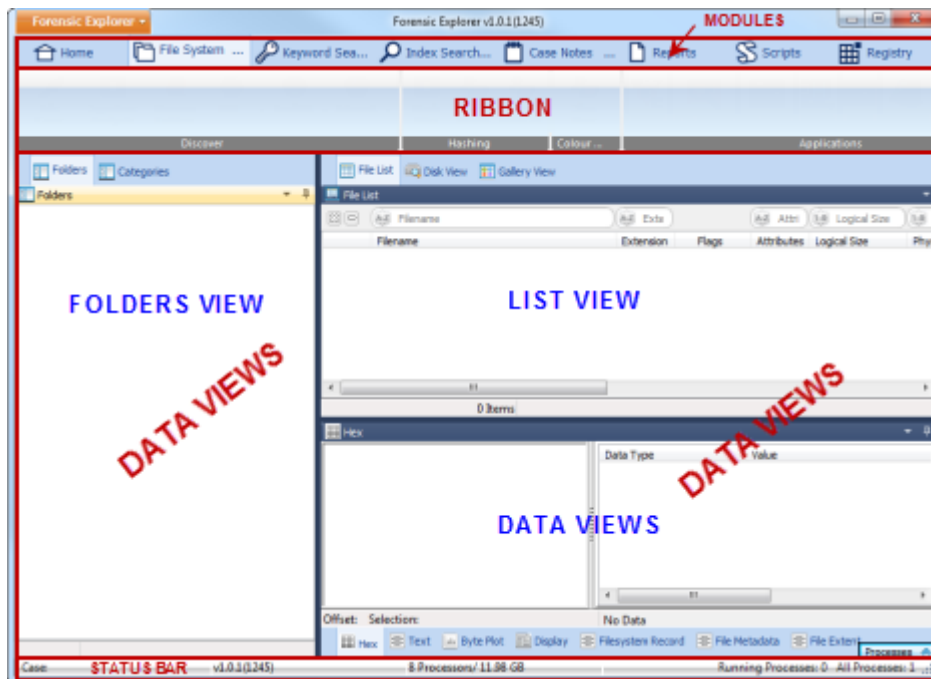 Forensic Explorer
Forensic Explorer v1.0.1(1245)
MODULES
Home
File System ...
Keyword Sea...
Index Search...
Case Notes ...
Reports
Scripts
Registry
RIBBON
Discover
Hashing
Colour ...
Applications
Folders
Categories
Folders
FOLDERS VIEW
DATA VIEWS
File List
Disk View
Gallery View
File List
Filename
Exte
Attri
Logical Size
Filename
Extension
Flags
Attributes
Logical Size
Phy
LIST VIEW
DATA VIEWS
0 Items
Hex
Data Type
Value
DATA VIEWS
Offset: Selection:
No Data
Hex
Text
Byte Plot
Display
Filesystem Record
File Metadata
File Extent
Processes
Case:
STATUS BAR
v1.0.1(1245)
8 Processors/ 11.98 GB
Running Processes: 0 All Processes: 1